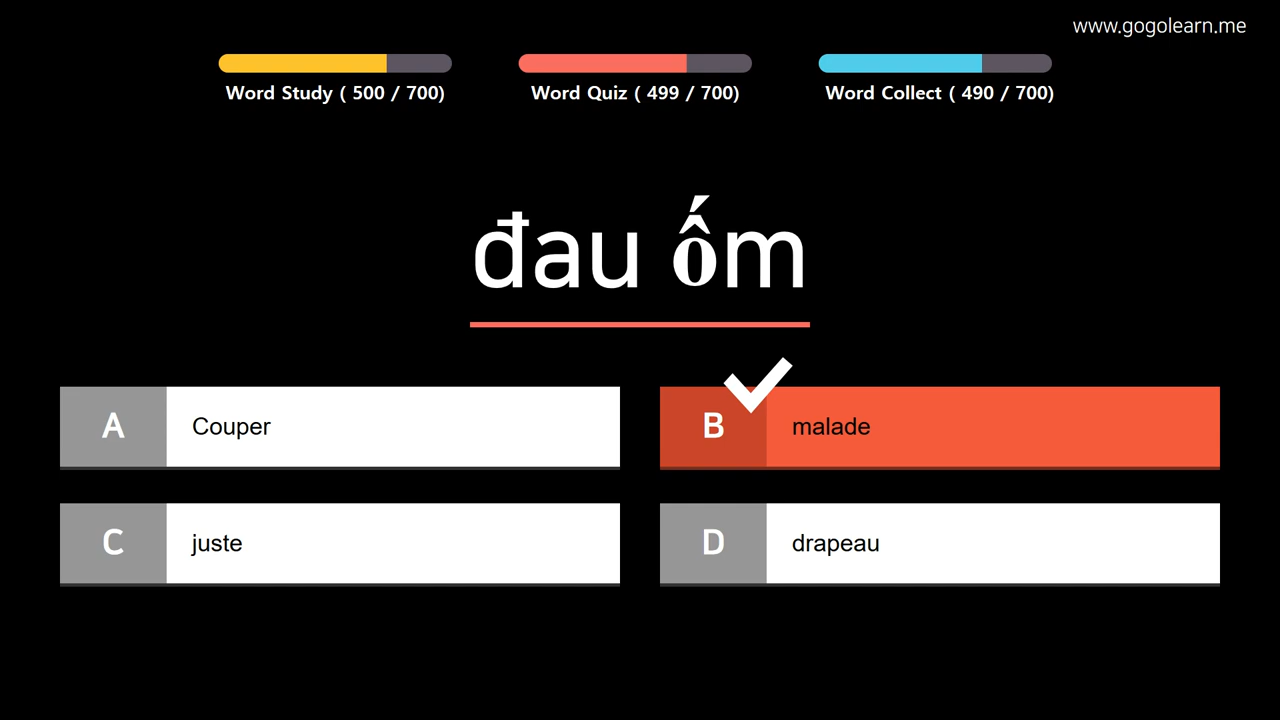 www.gogolearn.me
Word Study ( 500 / 700)
Word Quiz ( 499 / 700)
Word Collect ( 490 / 700)
đau ốm
A Couper
B malade
C juste
D drapeau